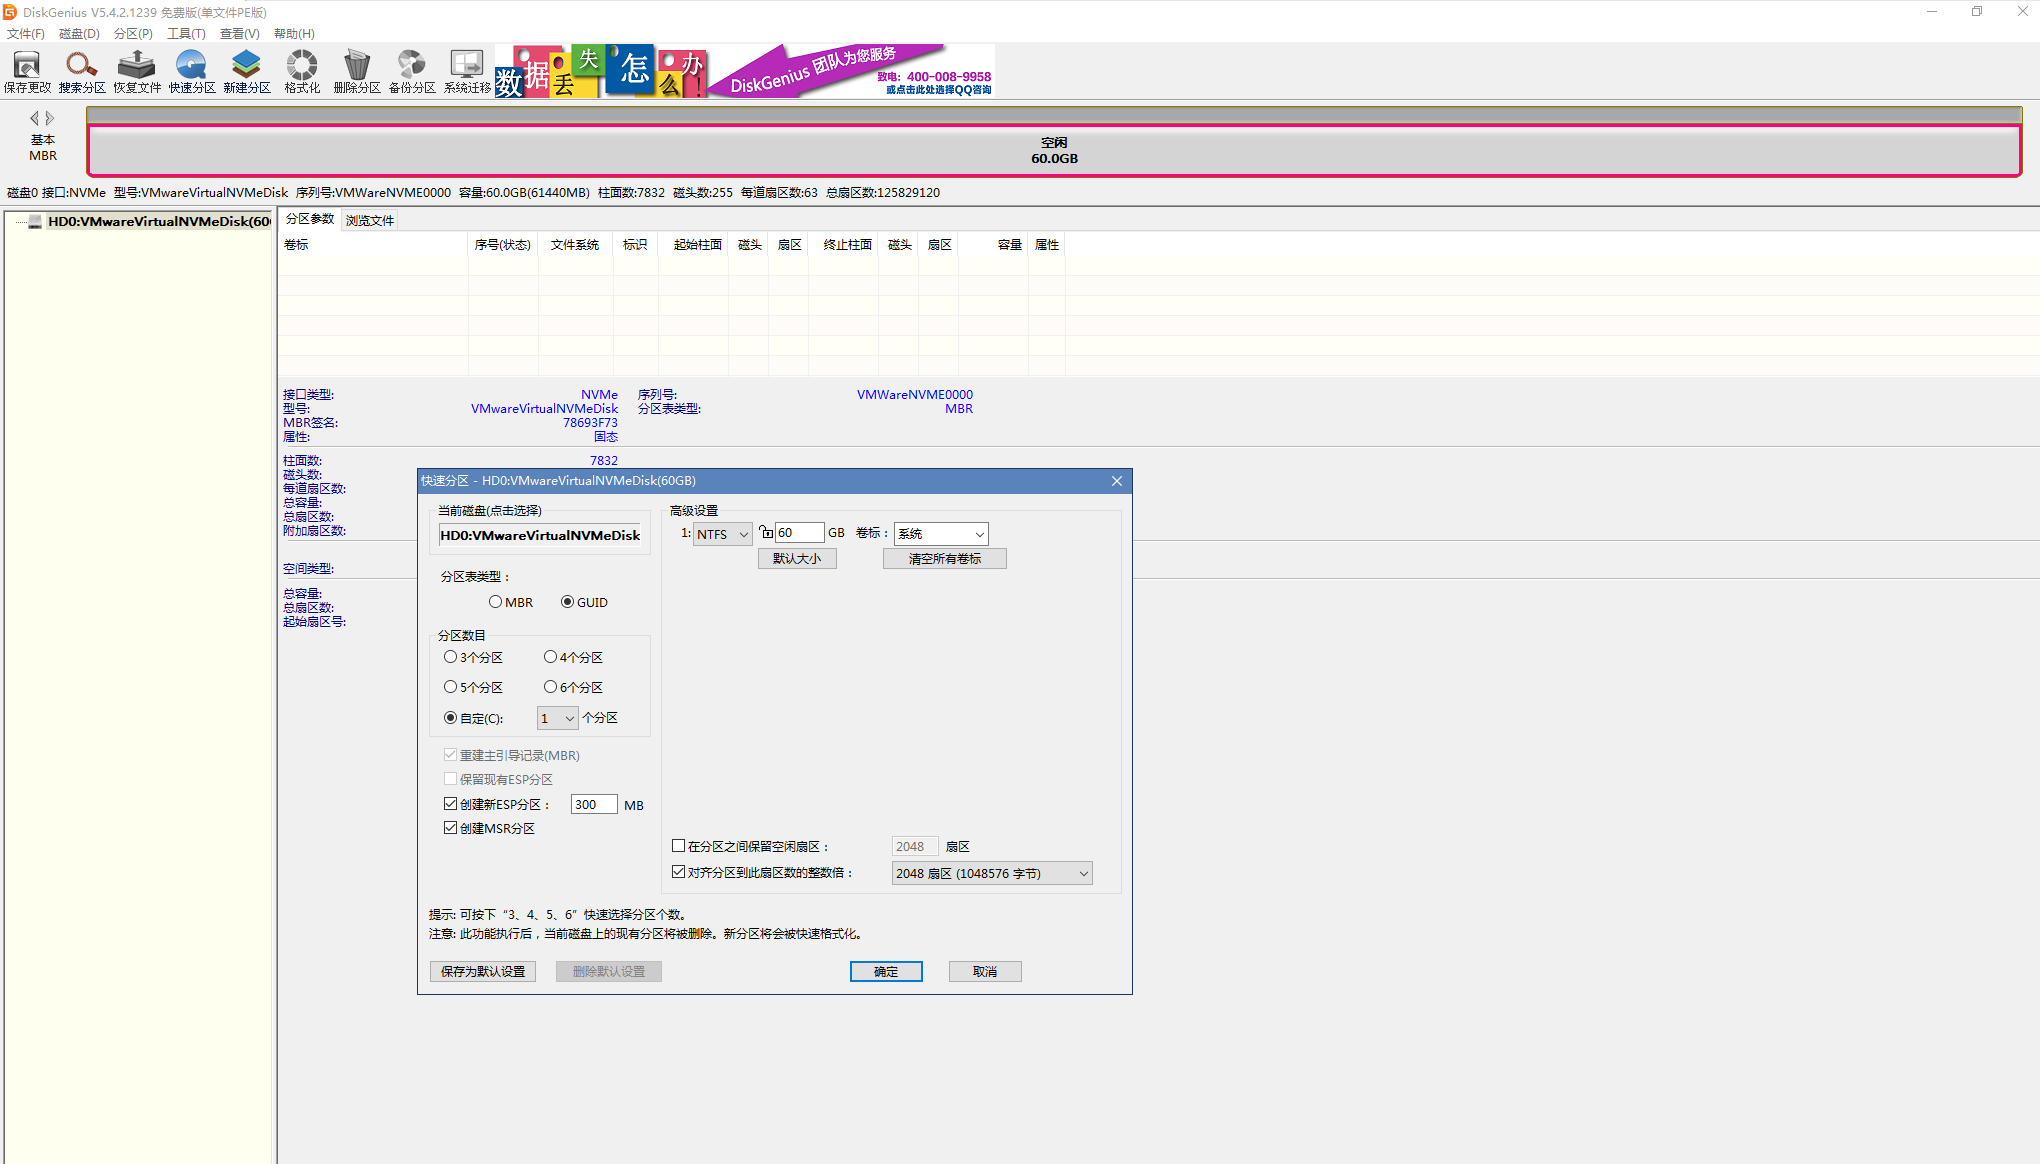 DiskGenius V5.4.2.1239 免费版(单文件PE版)
文件(F) 磁盘(D) 分区(P) 工具(T) 查看(V) 帮助(H)
保存更改 搜索分区 恢复文件 快速分区 新建分区 格式化 删除分区 备份分区 系统迁移
数据丢失怎么办!
DiskGenius 团队为您服务
致电: 400-008-9958
或点击此处选择QQ咨询
基本
MBR
空闲
60.0GB
磁盘0 接口:NVMe 型号:VMwareVirtualNVMeDisk 序列号:VMWareNVME0000 容量:60.0GB(61440MB) 柱面数:7832 磁头数:255 每道扇区数:63 总扇区数:125829120
HD0:VMwareVirtualNVMeDisk(60
分区参数 浏览文件
卷标 序号(状态) 文件系统 标识 起始柱面 磁头 扇区 终止柱面 磁头 扇区 容量 属性
接口类型: NVMe 序列号: VMWareNVME0000
型号: VMwareVirtualNVMeDisk 分区表类型: MBR
MBR签名: 78693F73
属性: 固态
柱面数: 7832
磁头数:
每道扇区数:
总容量:
总扇区数:
附加扇区数:
空间类型:
总容量:
总扇区数:
起始扇区号:
快速分区 - HD0:VMwareVirtualNVMeDisk(60GB)
当前磁盘(点击选择)
HD0:VMwareVirtualNVMeDisk
分区表类型：
MBR GUID
分区数目
3个分区 4个分区
5个分区 6个分区
自定(C): 1 个分区
重建主引导记录(MBR)
保留现有ESP分区
创建新ESP分区： 300 MB
创建MSR分区
高级设置
1: NTFS 60 GB 卷标： 系统
默认大小 清空所有卷标
在分区之间保留空闲扇区： 2048 扇区
对齐分区到此扇区数的整数倍： 2048 扇区 (1048576 字节)
提示: 可按下“3、4、5、6”快速选择分区个数。
注意: 此功能执行后，当前磁盘上的现有分区将被删除。新分区将会被快速格式化。
保存为默认设置 删除默认设置 确定 取消